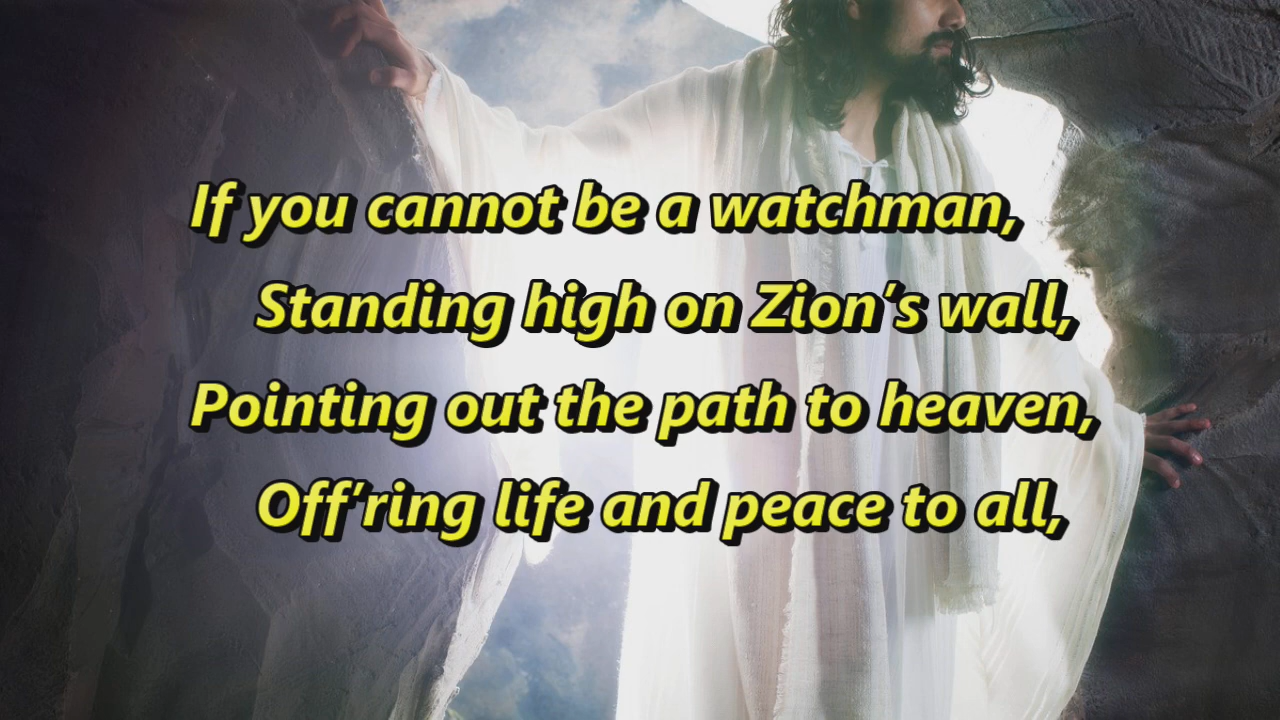 If you cannot be a watchman,
Standing high on Zion's wall,
Pointing out the path to heaven,
Off'ring life and peace to all,